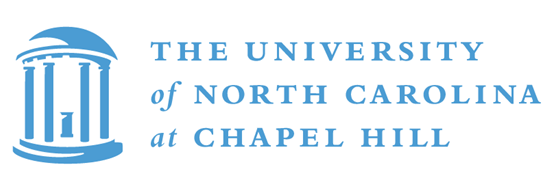 THE UNIVERSITY
of NORTH CAROLINA
at CHAPEL HILL